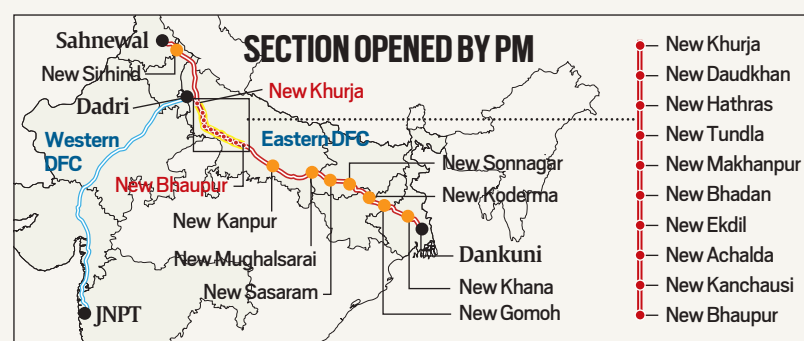 SECTION OPENED BY PM
Sahnewal
New Sirhind
Dadri
New Khurja
Western
DFC
Eastern DFC
New Bhaupur
New Kanpur
New Mughalsarai
New Sasaram
New Sonnagar
New Koderma
Dankuni
New Khana
New Gomoh
JNPT
New Khurja
New Daudkhan
New Hathras
New Tundla
New Makhanpur
New Bhadan
New Ekdil
New Achalda
New Kanchausi
New Bhaupur